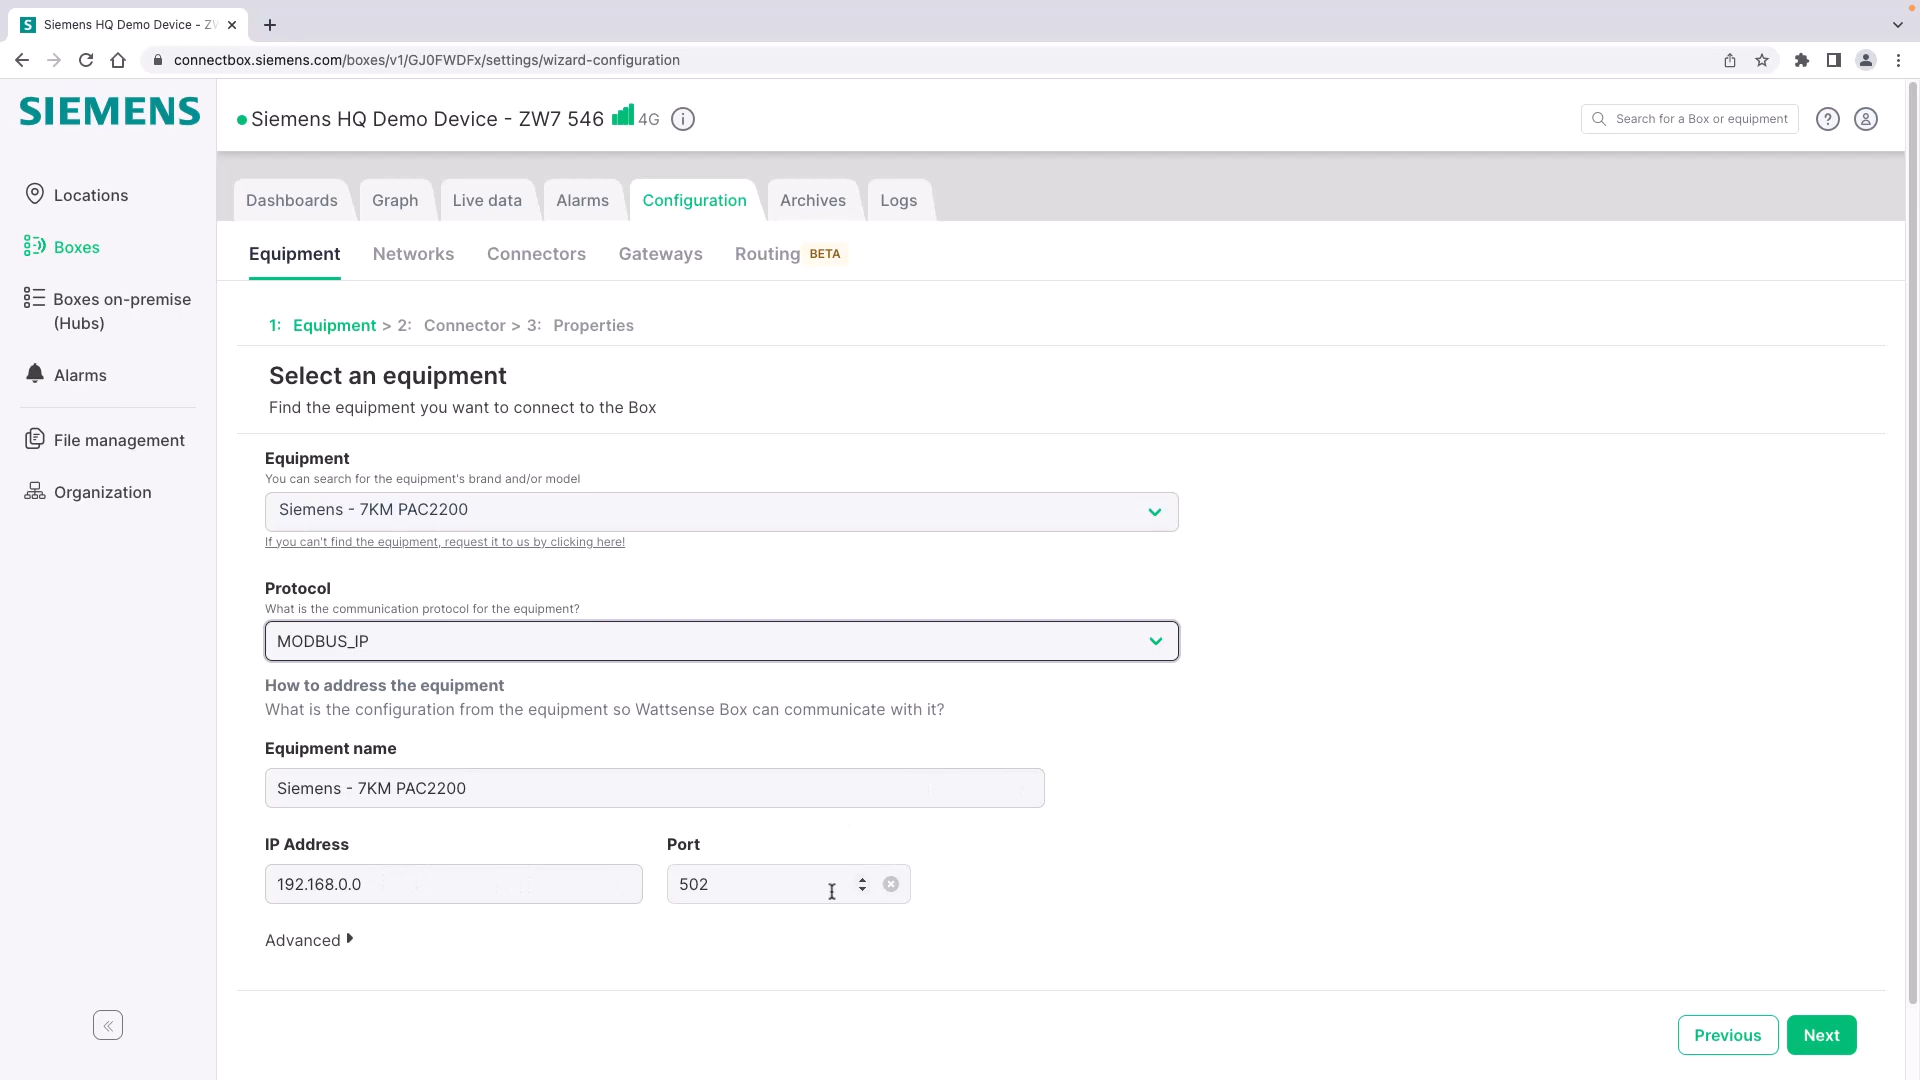 S Siemens HQ Demo Device - ZW
connectbox.siemens.com/boxes/v1/GJ0FWDFx/settings/wizard-configuration
SIEMENS
Siemens HQ Demo Device - ZW7 546 4G
Search for a Box or equipment
Locations
Boxes
Boxes on-premise
(Hubs)
Alarms
File management
Organization
Dashboards Graph Live data Alarms Configuration Archives Logs
Equipment Networks Connectors Gateways Routing BETA
1: Equipment > 2: Connector > 3: Properties
Select an equipment
Find the equipment you want to connect to the Box
Equipment
You can search for the equipment's brand and/or model
Siemens - 7KM PAC2200
If you can't find the equipment, request it to us by clicking here!
Protocol
What is the communication protocol for the equipment?
MODBUS_IP
How to address the equipment
What is the configuration from the equipment so Wattsense Box can communicate with it?
Equipment name
Siemens - 7KM PAC2200
IP Address Port
192.168.0.0 502
Advanced
Previous Next